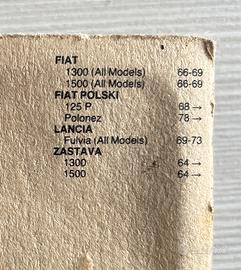 FIAT
1300 (All Models) 66-69
1500 (All Models) 66-69
FIAT POLSKI
125 P 68 →
Polonez 78 →
LANCIA
Fulvia (All Models) 69-73
ZASTAVA
1300 64 →
1500 64 →